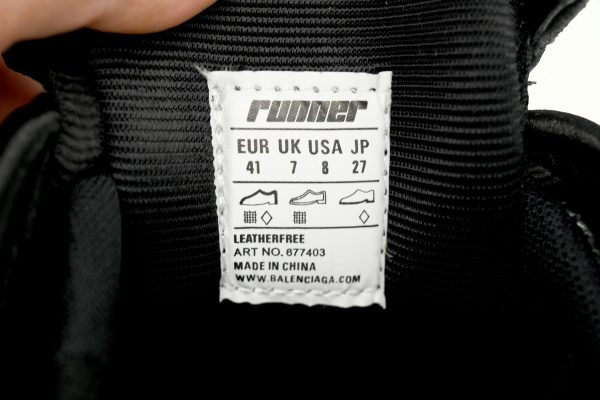 runner
EUR UK USA JP
41 7 8 27
LEATHERFREE
ART NO. 677403
MADE IN CHINA
WWW.BALENCIAGA.COM